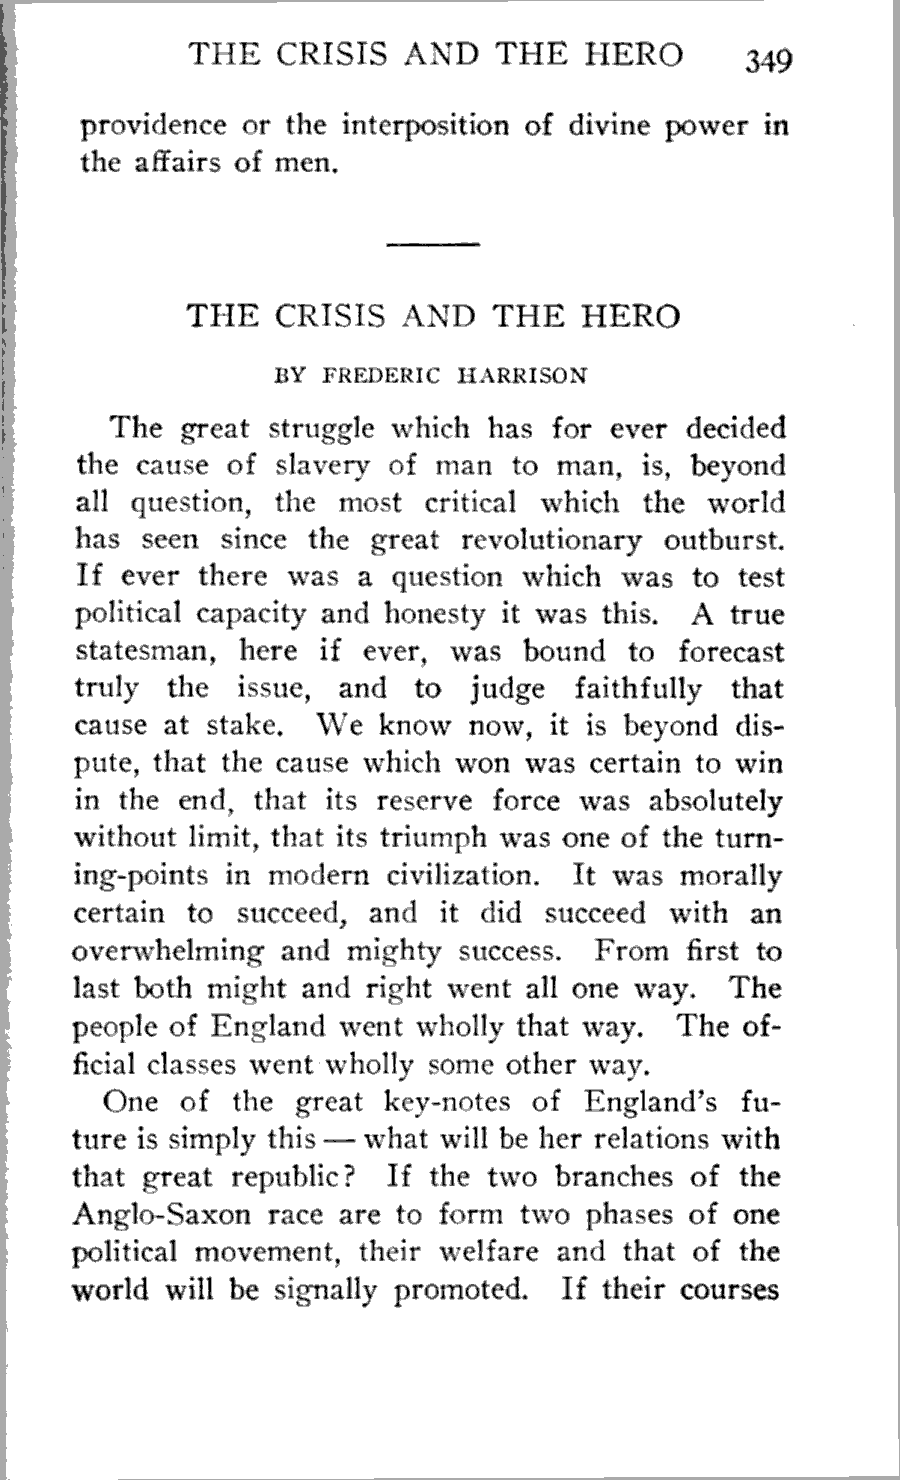 THE CRISIS AND THE HERO 349
providence or the interposition of divine power in
the affairs of men.
THE CRISIS AND THE HERO
BY FREDERIC HARRISON
The great struggle which has for ever decided
the cause of slavery of man to man, is, beyond
all question, the most critical which the world
has seen since the great revolutionary outburst.
If ever there was a question which was to test
political capacity and honesty it was this. A true
statesman, here if ever, was bound to forecast
truly the issue, and to judge faithfully that
cause at stake. We know now, it is beyond dis-
pute, that the cause which won was certain to win
in the end, that its reserve force was absolutely
without limit, that its triumph was one of the turn-
ing-points in modern civilization. It was morally
certain to succeed, and it did succeed with an
overwhelming and mighty success. From first to
last both might and right went all one way. The
people of England went wholly that way. The of-
ficial classes went wholly some other way.
One of the great key-notes of England's fu-
ture is simply this — what will be her relations with
that great republic? If the two branches of the
Anglo-Saxon race are to form two phases of one
political movement, their welfare and that of the
world will be signally promoted. If their courses